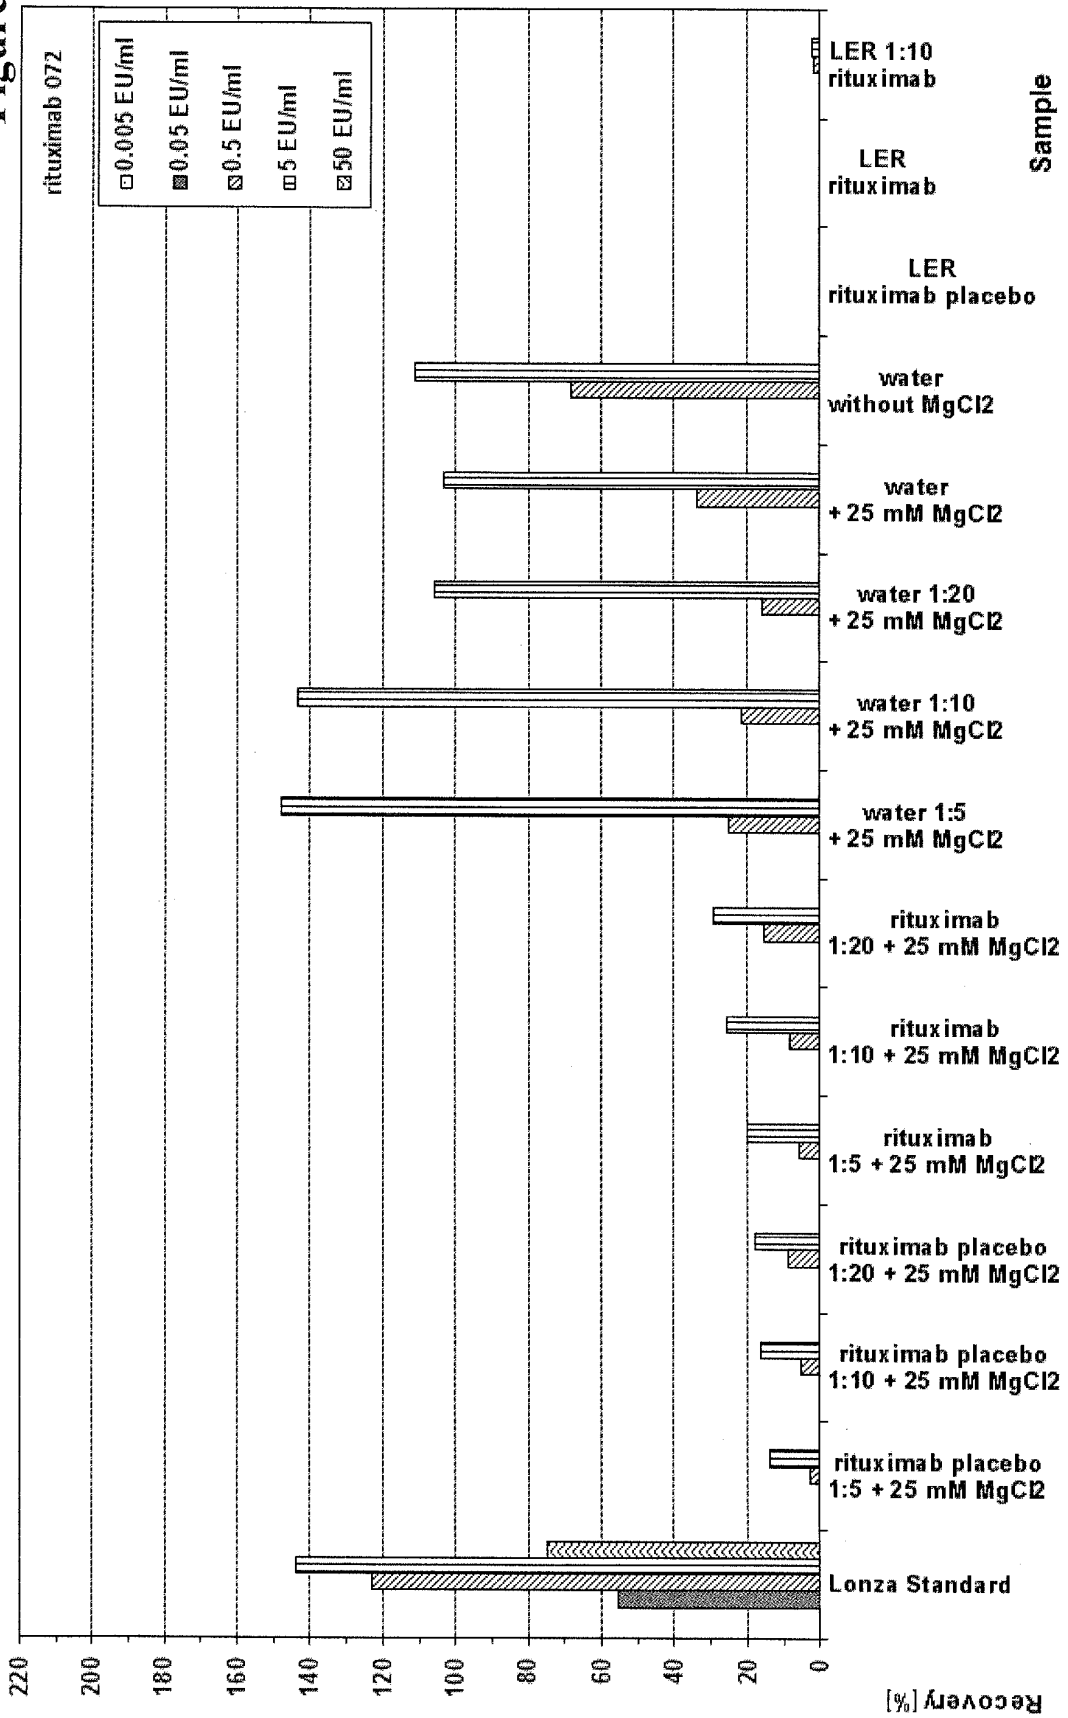 Figure
rituximab 072
0.005 EU/ml
0.05 EU/ml
0.5 EU/ml
5 EU/ml
50 EU/ml
Recovery [%]
220
200
180
160
140
120
100
80
60
40
20
0
Lonza Standard
rituximab placebo
1:5 + 25 mM MgCl2
rituximab placebo
1:10 + 25 mM MgCl2
rituximab placebo
1:20 + 25 mM MgCl2
rituximab
1:5 + 25 mM MgCl2
rituximab
1:10 + 25 mM MgCl2
rituximab
1:20 + 25 mM MgCl2
water 1:5
+ 25 mM MgCl2
water 1:10
+ 25 mM MgCl2
water 1:20
+ 25 mM MgCl2
water
+ 25 mM MgCl2
water
without MgCl2
LER
rituximab placebo
LER
rituximab
LER 1:10
rituximab
Sample